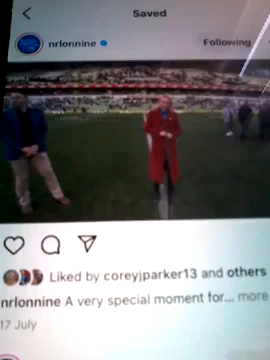 Saved
nrlonnine
Following
Liked by coreyjparker13 and others
nrlonnine A very special moment for... more
17 July